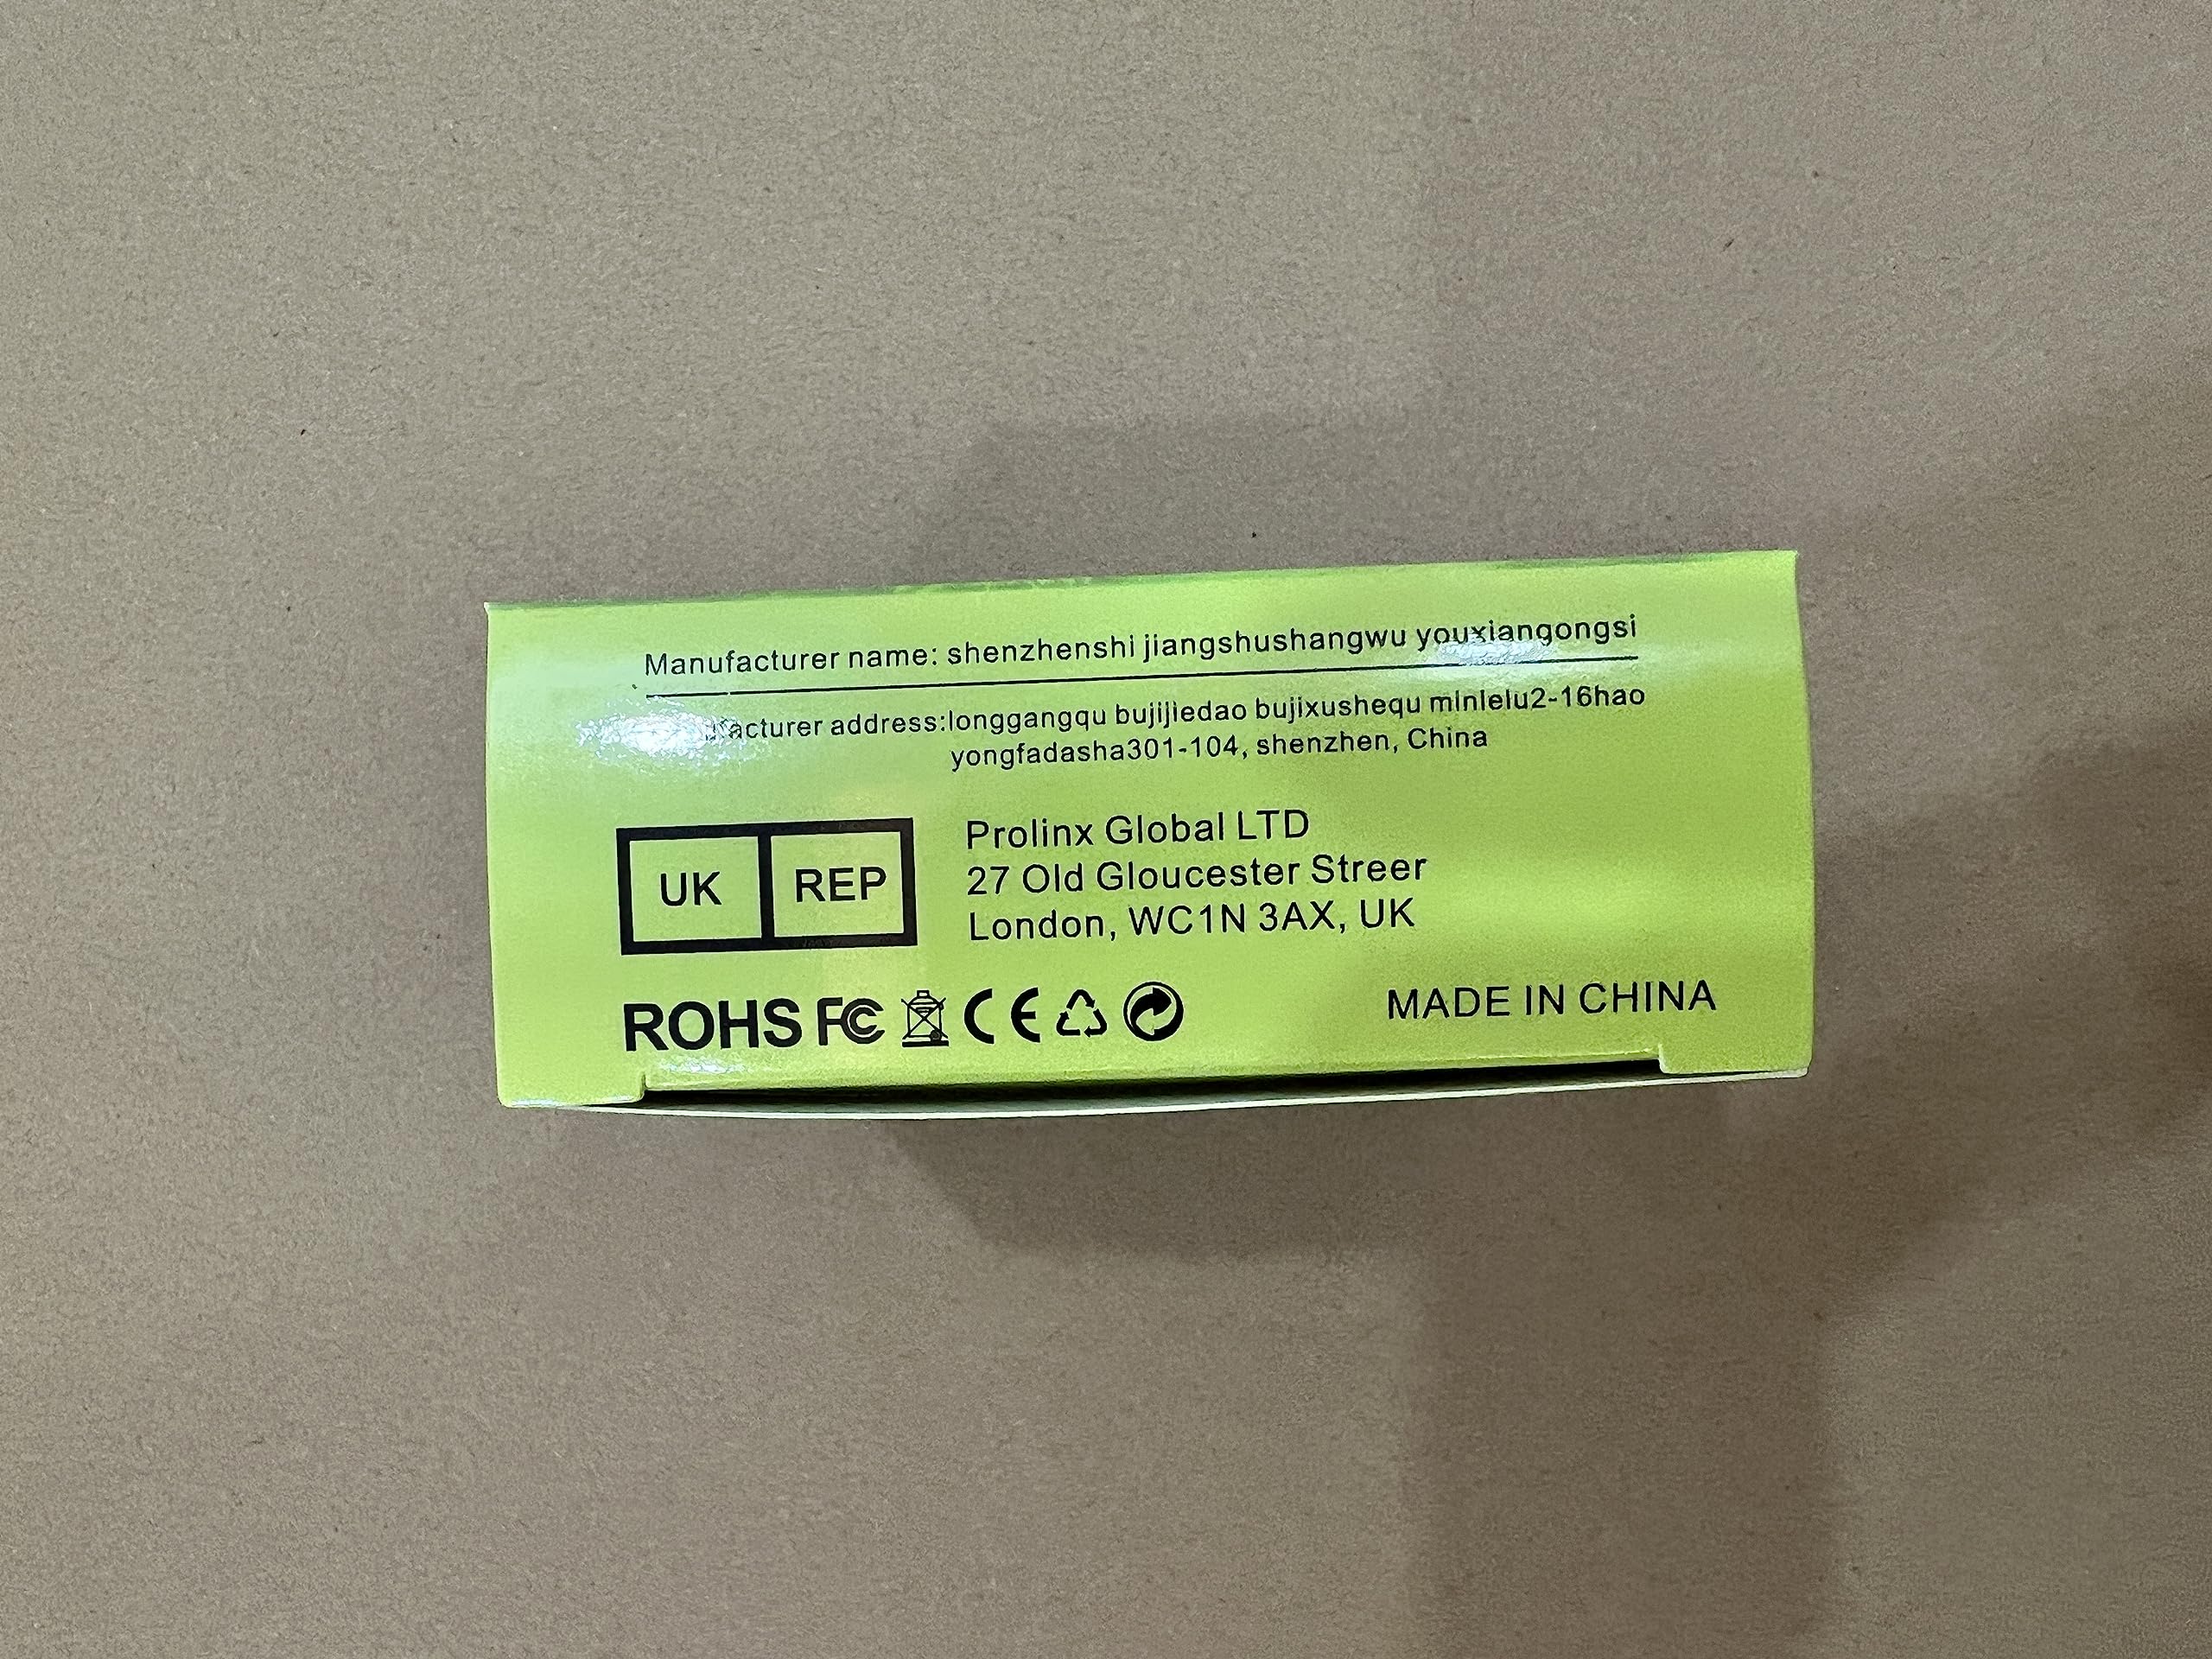 Manufacturer name: shenzhenshi jiangshushangwu youxiangongsi
address:longgangqu bujijiedao bujixushequ minlelu2-16hao
yongfadasha301-104, shenzhen, China
UK REP
Prolinx Global LTD
27 Old Gloucester Streer
London, WC1N 3AX, UK
ROHS FC CE
MADE IN CHINA